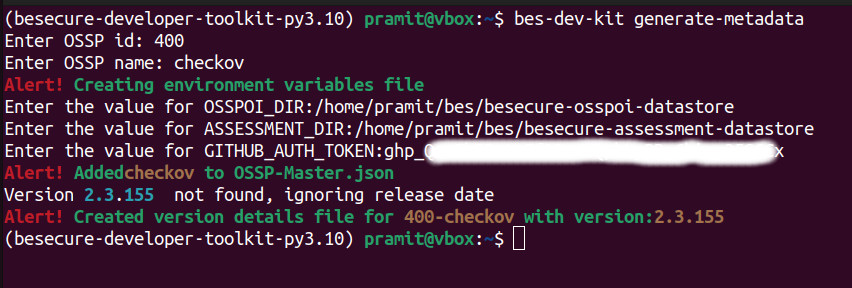 (besecure-developer-toolkit-py3.10) pramit@vbox:~$ bes-dev-kit generate-metadata
Enter OSSP id: 400
Enter OSSP name: checkov
Alert! Creating environment variables file
Enter the value for OSSPOI_DIR:/home/pramit/bes/besecure-osspoi-datastore
Enter the value for ASSESSMENT_DIR:/home/pramit/bes/besecure-assessment-datastore
Enter the value for GITHUB_AUTH_TOKEN:ghp_
Alert! Addedcheckov to OSSP-Master.json
Version 2.3.155  not found, ignoring release date
Alert! Created version details file for 400-checkov with version:2.3.155
(besecure-developer-toolkit-py3.10) pramit@vbox:~$